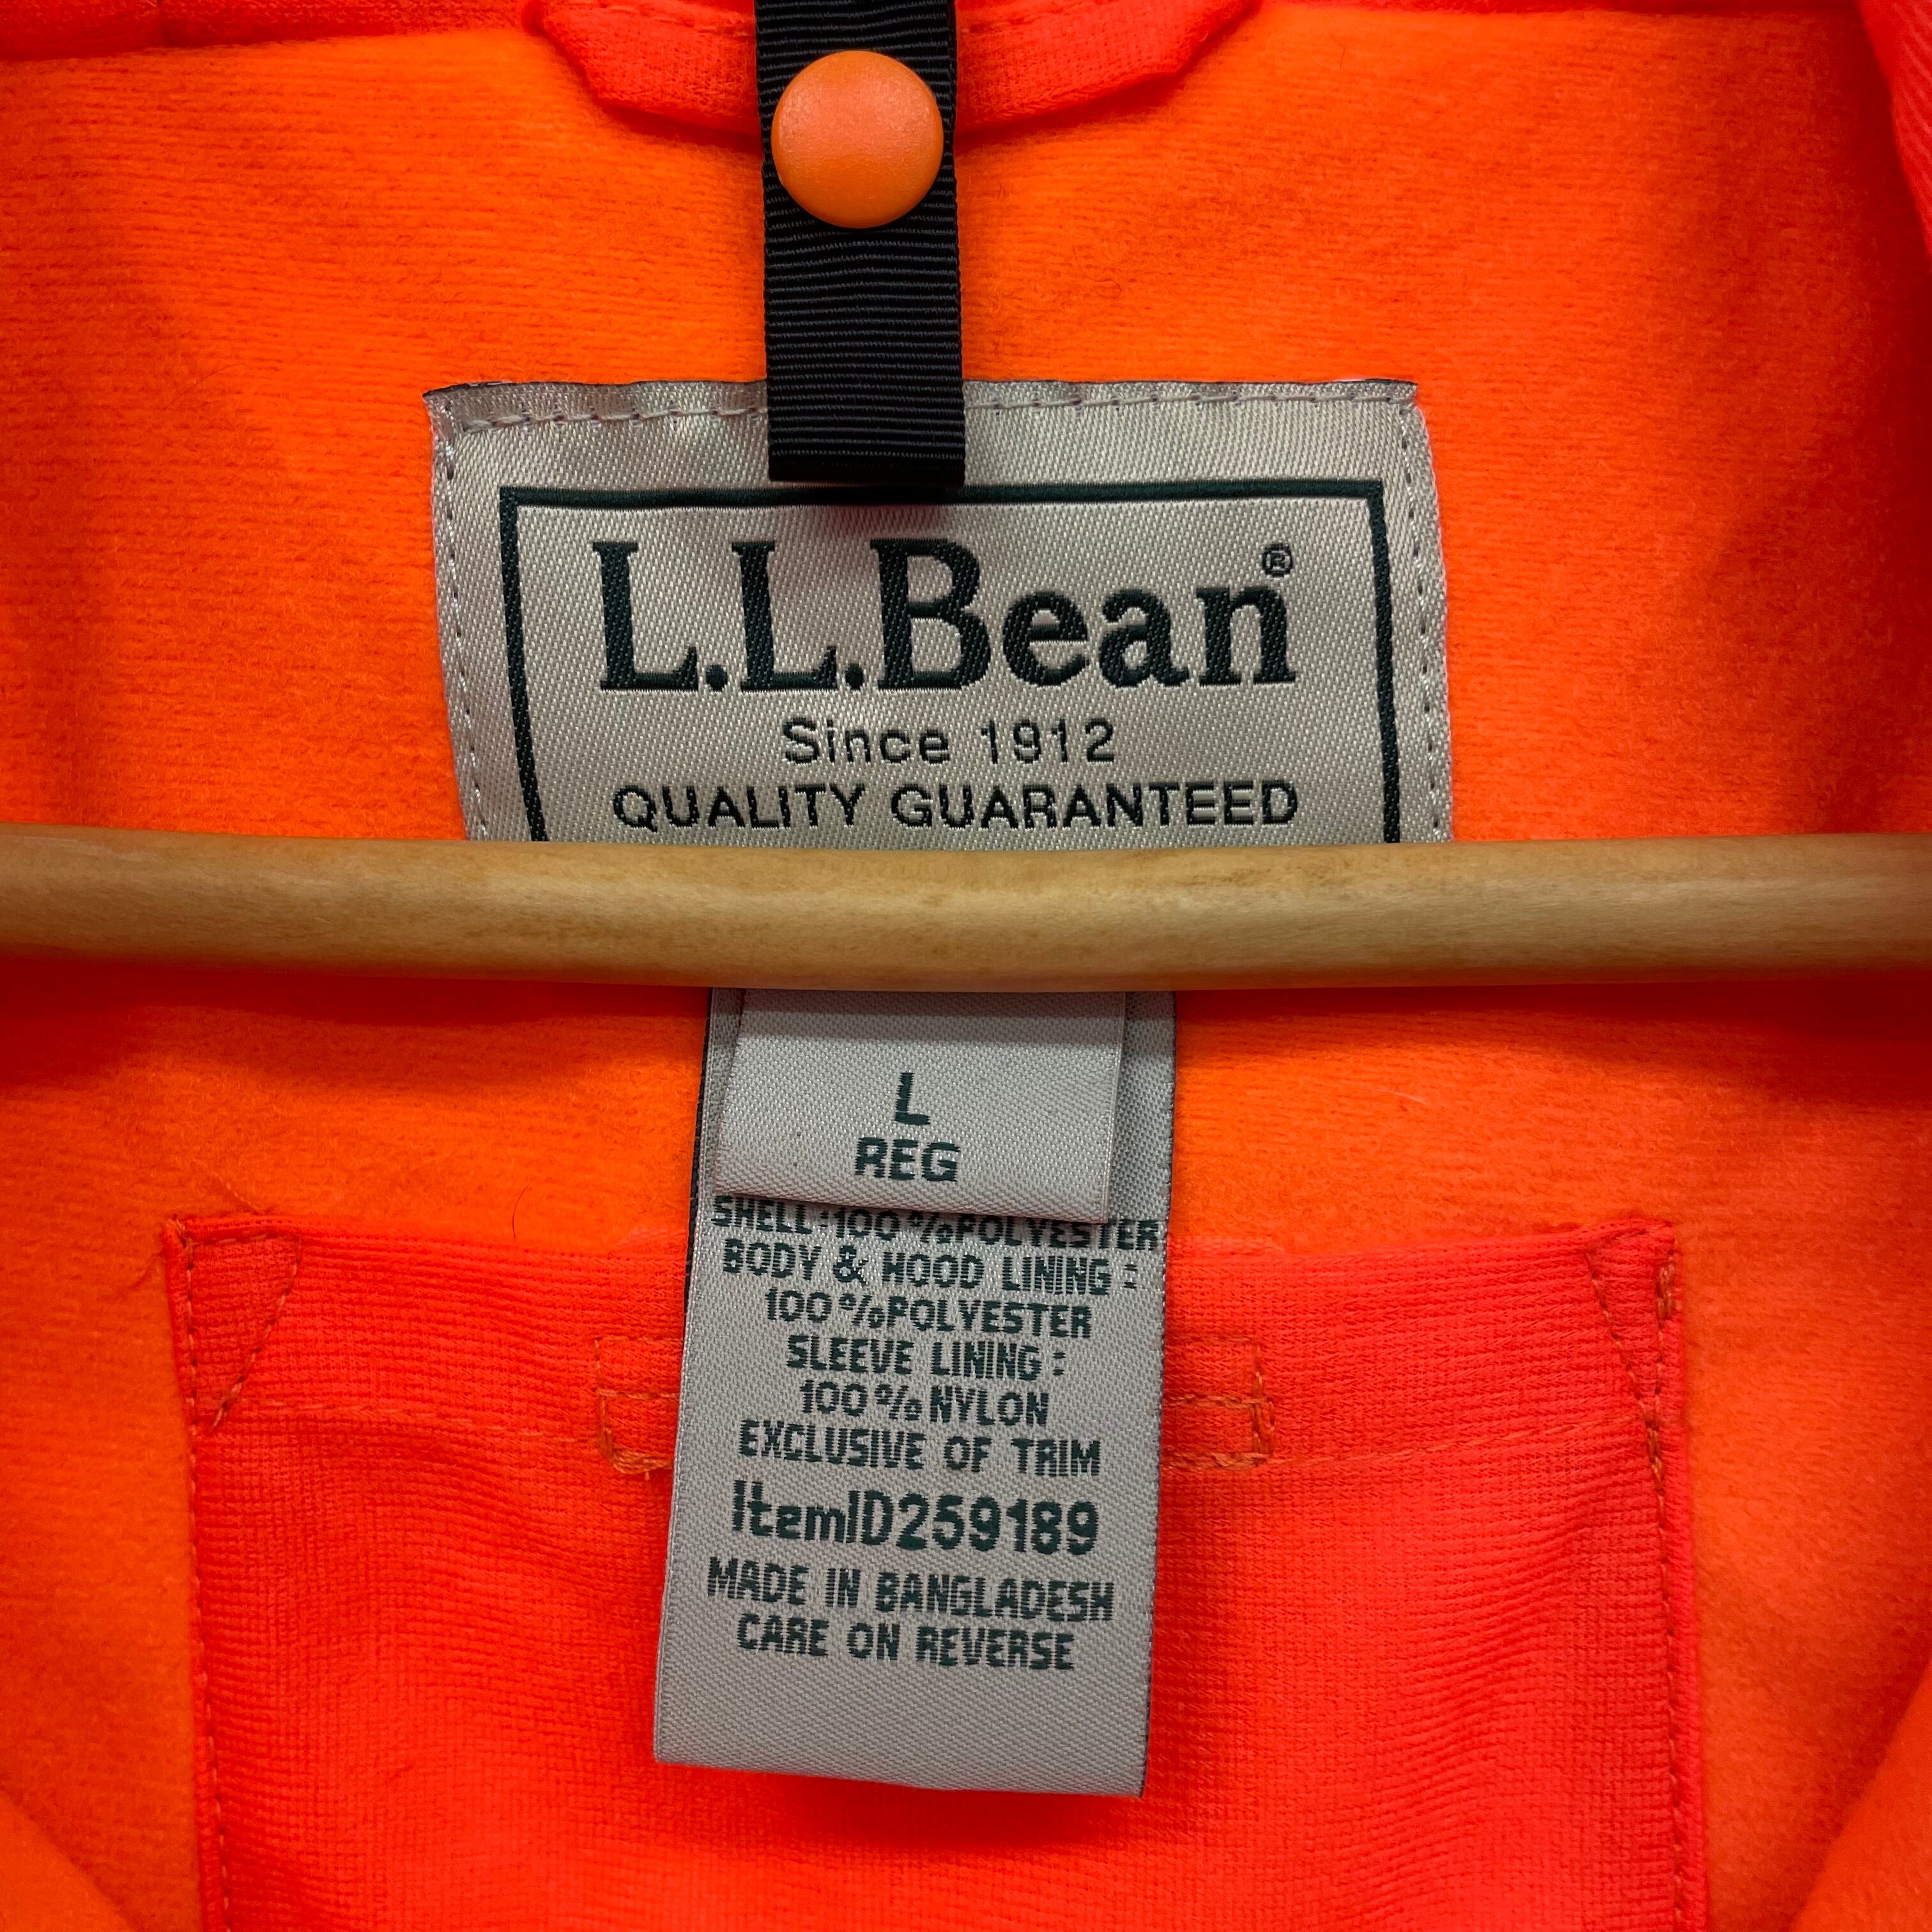 L.L.Bean®
Since 1912
QUALITY GUARANTEED
L
REG
SHELL:100%POLYESTER
BODY & HOOD LINING:
100%POLYESTER
SLEEVE LINING:
100%NYLON
EXCLUSIVE OF TRIM
ItemID259189
MADE IN BANGLADESH
CARE ON REVERSE